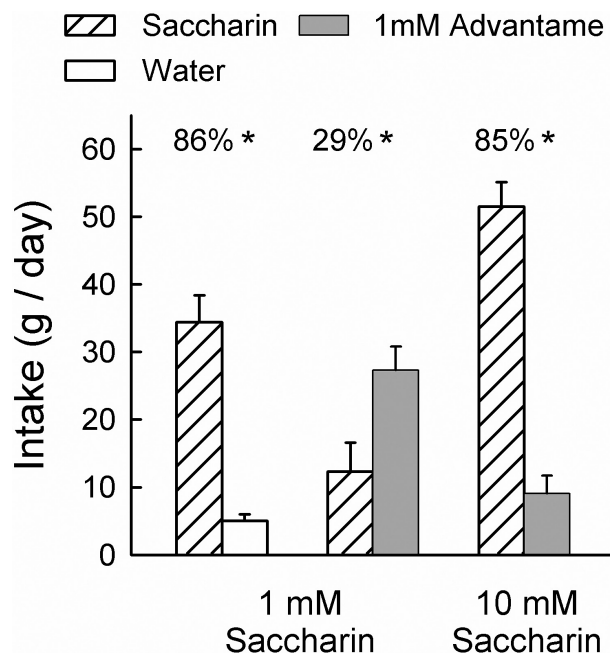 Saccharin 1mM Advantame
Water
86% * 29% * 85% *
60
50
40
30
20
10
0
Intake (g / day)
1 mM 10 mM
Saccharin Saccharin